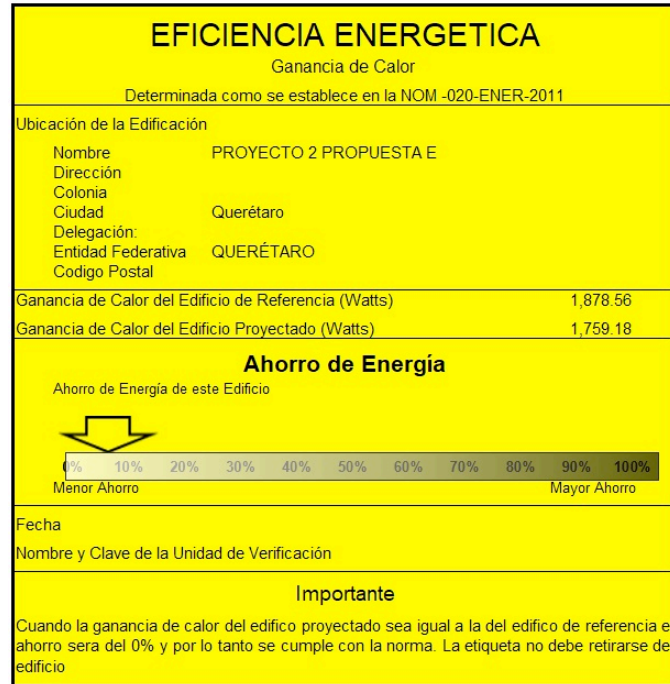 EFICIENCIA ENERGETICA
Ganancia de Calor
Determinada como se establece en la NOM -020-ENER-2011
Ubicación de la Edificación
Nombre PROYECTO 2 PROPUESTA E
Dirección
Colonia
Ciudad Querétaro
Delegación:
Entidad Federativa QUERÉTARO
Codigo Postal
Ganancia de Calor del Edificio de Referencia (Watts) 1,878.56
Ganancia de Calor del Edificio Proyectado (Watts) 1,759.18
Ahorro de Energía
Ahorro de Energía de este Edificio
0% 10% 20% 30% 40% 50% 60% 70% 80% 90% 100%
Menor Ahorro Mayor Ahorro
Fecha
Nombre y Clave de la Unidad de Verificación
Importante
Cuando la ganancia de calor del edifico proyectado sea igual a la del edifico de referencia e
ahorro sera del 0% y por lo tanto se cumple con la norma. La etiqueta no debe retirarse de
edificio